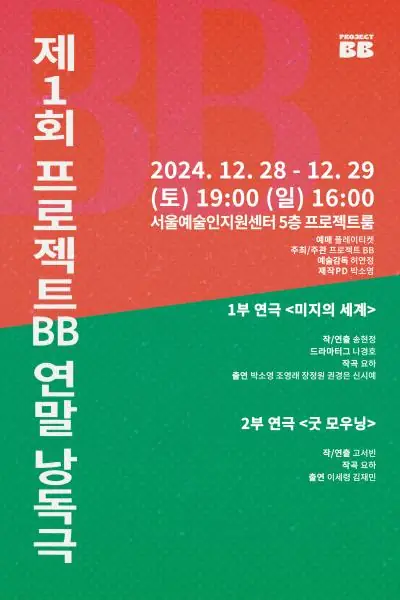 PROJECT
BB
제1회 프로젝트BB 연말 낭독극
2024. 12. 28 - 12. 29
(토) 19:00 (일) 16:00
서울예술인지원센터 5층 프로젝트룸
예매 플레이티켓
주최/주관 프로젝트 BB
예술감독 허연정
제작PD 박소영
1부 연극 <미지의 세계>
작/연출 송현정
드라마터그 나경호
작곡 요하
출연 박소영 조영래 장정원 권경은 신시예
2부 연극 <굿 모우닝>
작/연출 고서빈
작곡 요하
출연 이세령 김재민